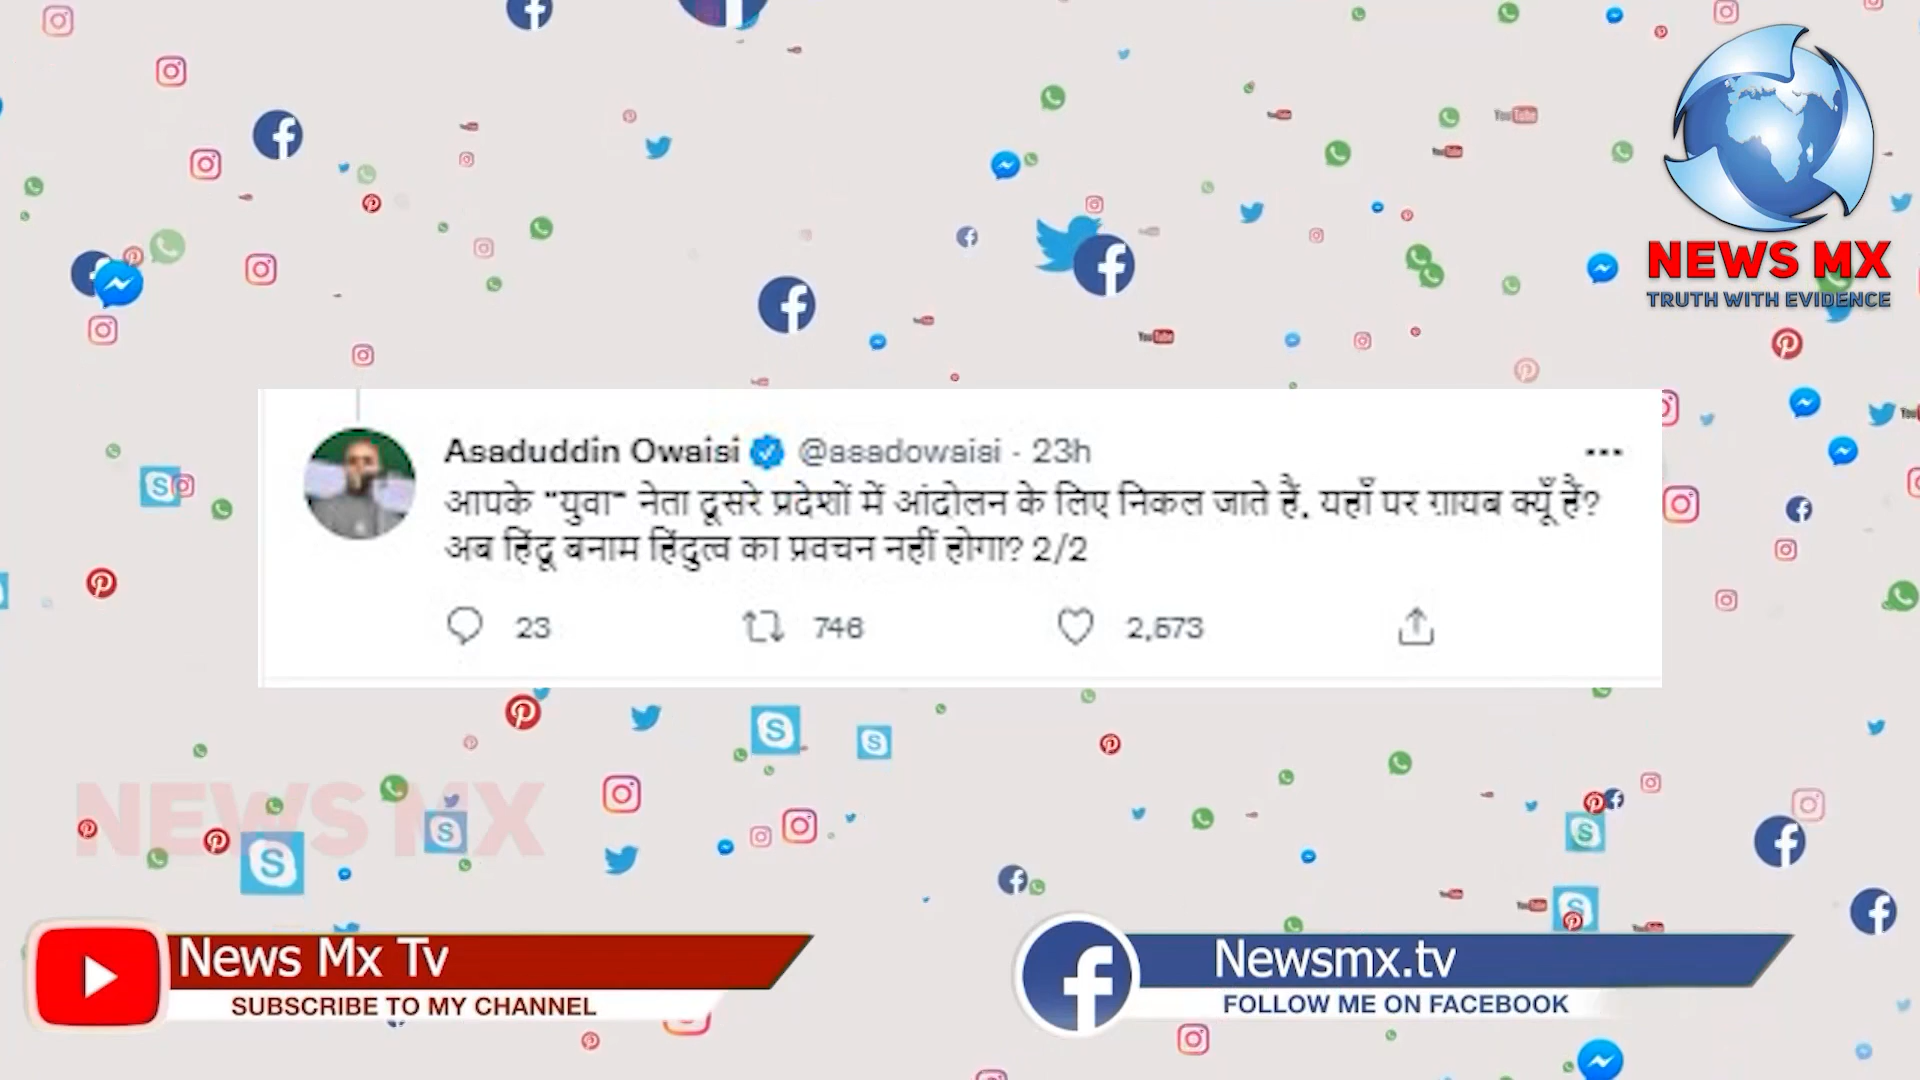 NEWS MX
TRUTH WITH EVIDENCE
Asaduddin Owaisi @asadowaisi · 23h
आपके "युवा" नेता दूसरे प्रदेशों में आंदोलन के लिए निकल जाते हैं. यहाँ पर ग़ायब क्यूँ हैं?
अब हिंदू बनाम हिंदुत्व का प्रवचन नहीं होगा? 2/2
23 746 2,573
NEWS MX
News Mx Tv
SUBSCRIBE TO MY CHANNEL
Newsmx.tv
FOLLOW ME ON FACEBOOK